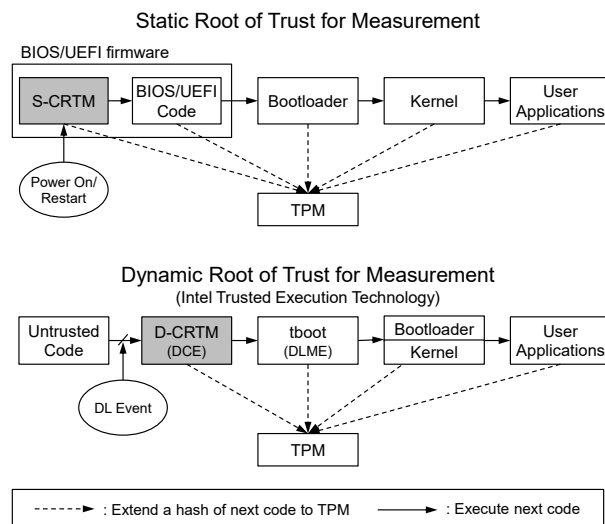 Static Root of Trust for Measurement
BIOS/UEFI firmware
S-CRTM
BIOS/UEFI
Code
Bootloader
Kernel
User
Applications
Power On/
Restart
TPM
Dynamic Root of Trust for Measurement
(Intel Trusted Execution Technology)
Untrusted
Code
D-CRTM
(DCE)
tboot
(DLME)
Bootloader
Kernel
User
Applications
DL Event
TPM
: Extend a hash of next code to TPM
: Execute next code